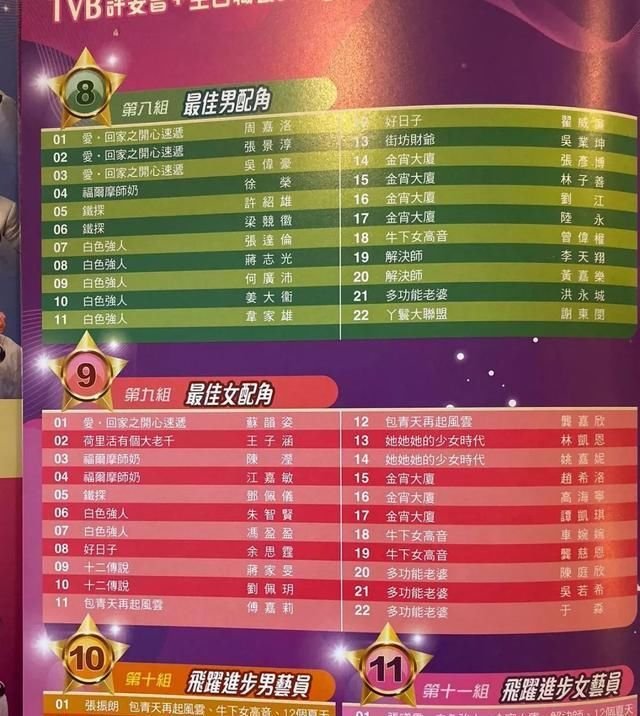 8 第八組 最佳男配角
01 愛‧回家之開心速遞 周嘉洛
02 愛‧回家之開心速遞 張景淳
03 愛‧回家之開心速遞 吳偉豪
04 福爾摩師奶 徐榮
05 鐵探 許紹雄
06 鐵探 梁競徽
07 白色強人 張達倫
08 白色強人 蔣志光
09 白色強人 何廣沛
10 白色強人 姜大衞
11 白色強人 韋家雄
好日子 翟威廉
13 街坊財爺 吳業坤
14 金宵大廈 張彥博
15 金宵大廈 林子善
16 金宵大廈 劉江
17 金宵大廈 陸永
18 牛下女高音 曾偉權
19 解決師 李天翔
20 解決師 黃嘉樂
21 多功能老婆 洪永城
22 丫鬟大聯盟 謝東閔
9 第九組 最佳女配角
01 愛‧回家之開心速遞 蘇韻姿
02 荷里活有個大老千 王子涵
03 福爾摩師奶 陳瀅
04 福爾摩師奶 江嘉敏
05 鐵探 鄧佩儀
06 白色強人 朱智賢
07 白色強人 馮盈盈
08 好日子 余思霆
09 十二傳說 蔣家旻
10 十二傳說 劉佩玥
11 包青天再起風雲 傅嘉莉
12 包青天再起風雲 龔嘉欣
13 她她她的少女時代 林凱恩
14 她她她的少女時代 姚嘉妮
15 金宵大廈 趙希洛
16 金宵大廈 高海寧
17 金宵大廈 譚凱琪
18 牛下女高音 車婉婉
19 牛下女高音 龔慈恩
20 多功能老婆 陳庭欣
21 多功能老婆 吳若希
22 多功能老婆 于淼
10 第十組 飛躍進步男藝員
01 張振朗 包青天再起風雲、牛下女高音、12個夏天
11 第十一組 飛躍進步女藝員